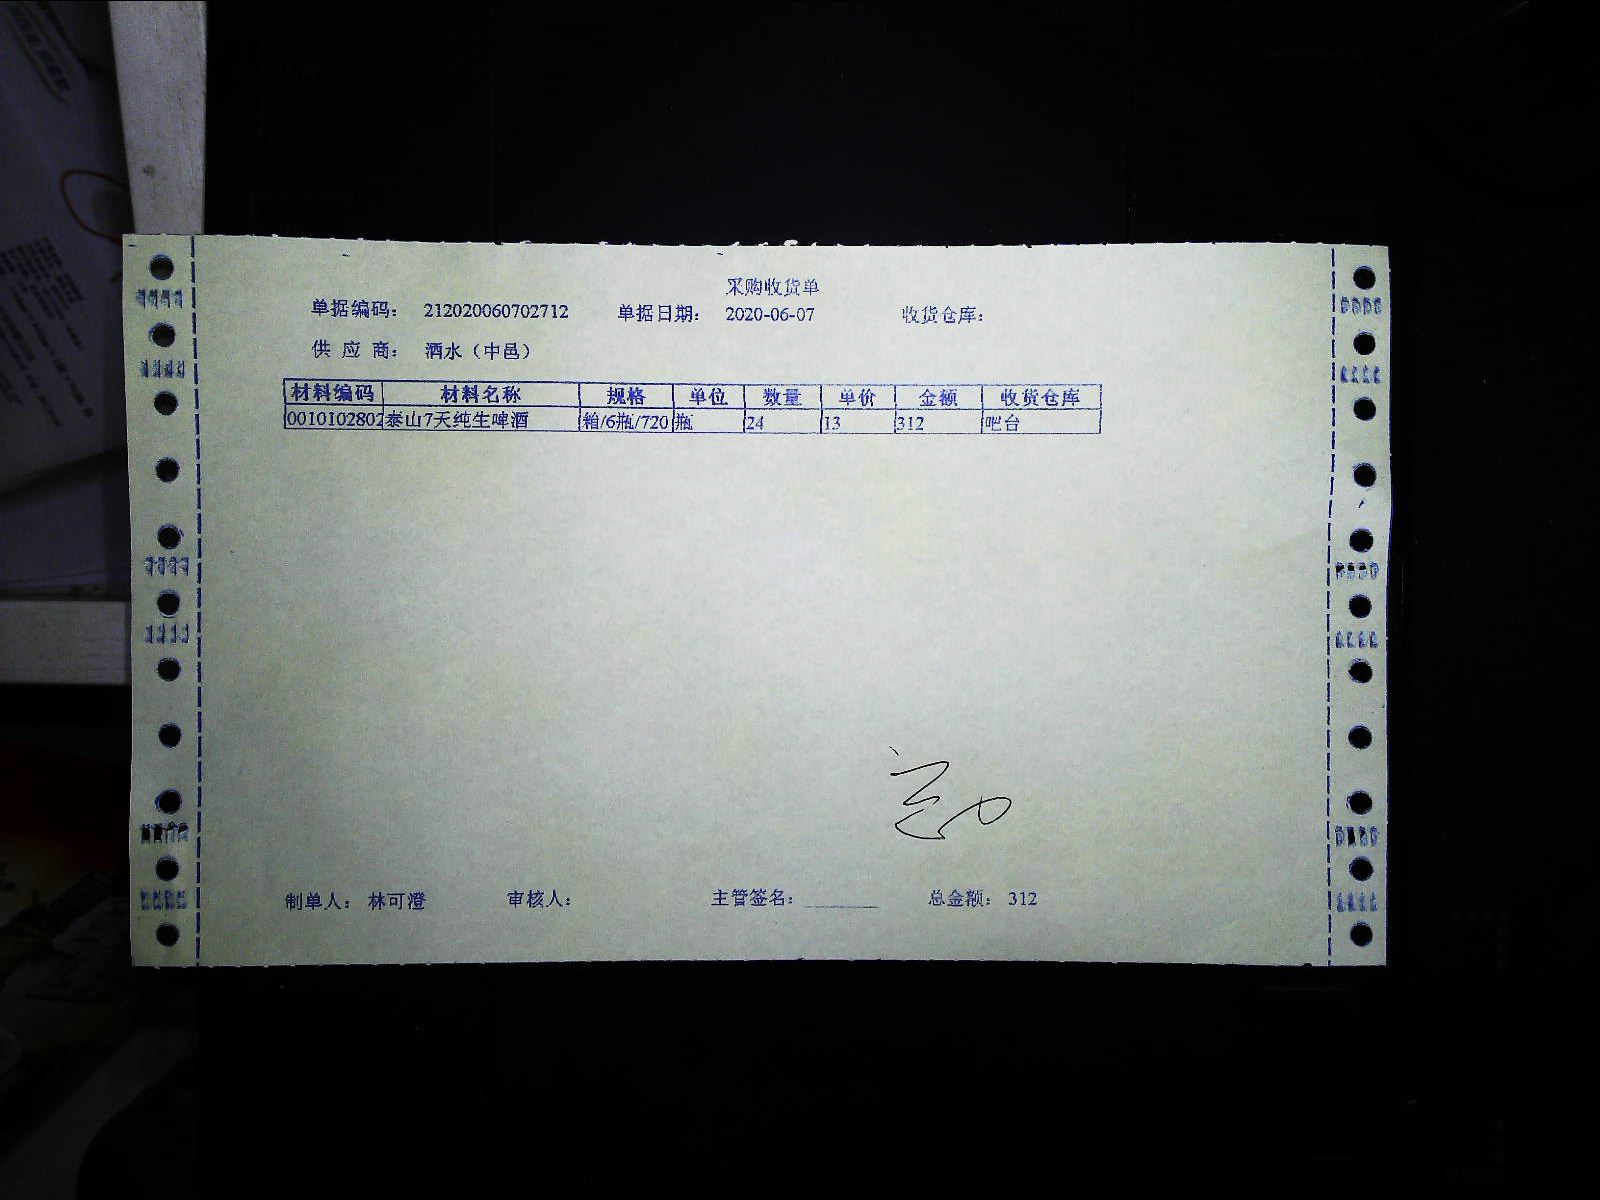 采购收货单
单据编码： 212020060702712 单据日期： 2020-06-07 收货仓库：
供 应 商： 酒水（中邑）
材料编码 材料名称 规格 单位 数量 单价 金额 收货仓库
0010102802 泰山7天纯生啤酒 箱/6瓶/720 瓶 24 13 312 吧台
制单人： 林可澄 审核人： 主管签名：________ 总金额： 312